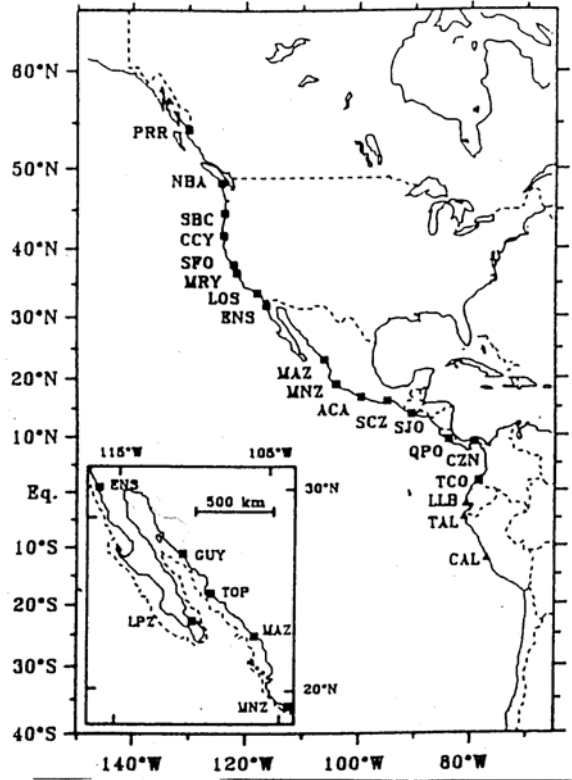 60°N
PRR
50°N
NBA
SBC
40°N
CCY
SFO
MRY
LOS
30°N
ENS
MAZ
20°N
MNZ
ACA
SCZ
SJO
10°N
QPO
CZN
115°W
105°W
TCO
ENS
30°N
Eq.
500 km
LLB
TAL
10°S
GUY
CAL
TOP
20°S
LPZ
MAZ
30°S
MNZ
20°N
40°S
140°W
120°W
100°W
80°W